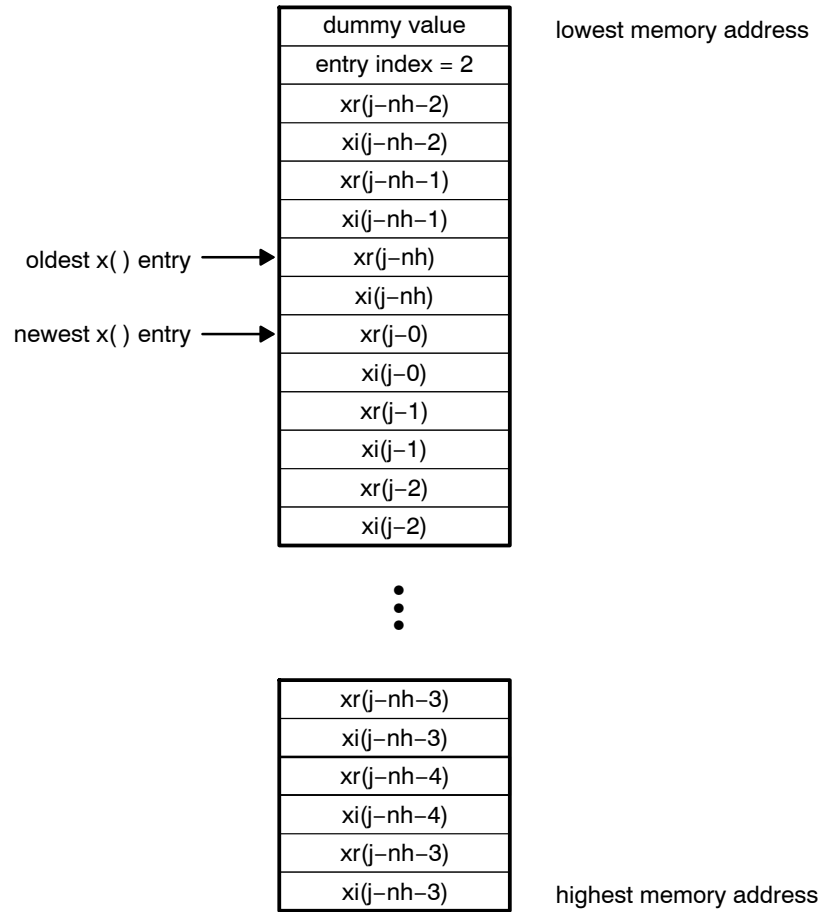 dummy value
lowest memory address
entry index = 2
xr(j−nh−2)
xi(j−nh−2)
xr(j−nh−1)
xi(j−nh−1)
oldest x( ) entry
xr(j−nh)
xi(j−nh)
newest x( ) entry
xr(j−0)
xi(j−0)
xr(j−1)
xi(j−1)
xr(j−2)
xi(j−2)
xr(j−nh−3)
xi(j−nh−3)
xr(j−nh−4)
xi(j−nh−4)
xr(j−nh−3)
xi(j−nh−3)
highest memory address